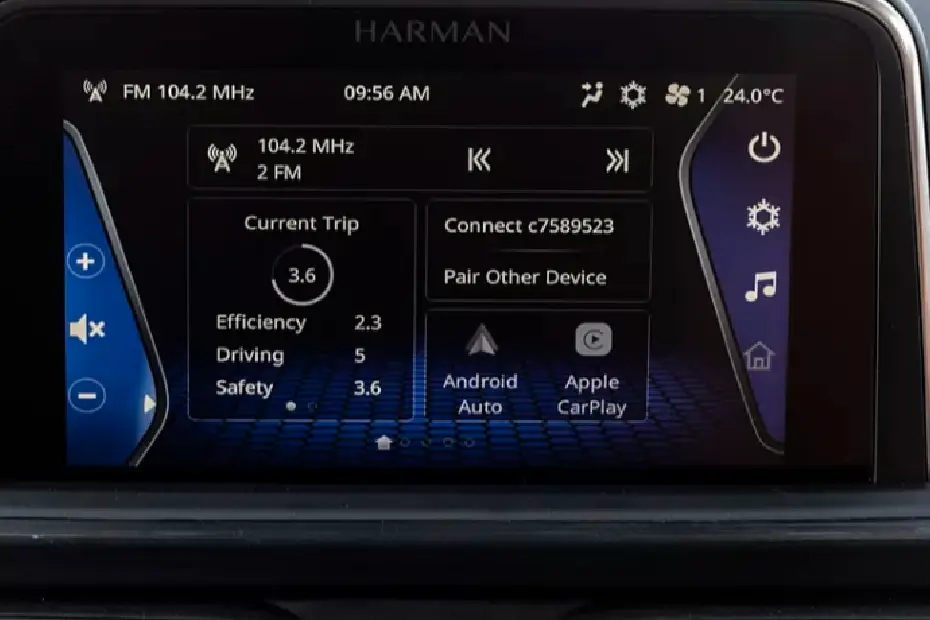 HARMAN
FM 104.2 MHz 09:56 AM 1 24.0°C
104.2 MHz
2 FM
Current Trip
3.6
Efficiency 2.3
Driving 5
Safety 3.6
Connect c7589523
Pair Other Device
Android Auto
Apple CarPlay